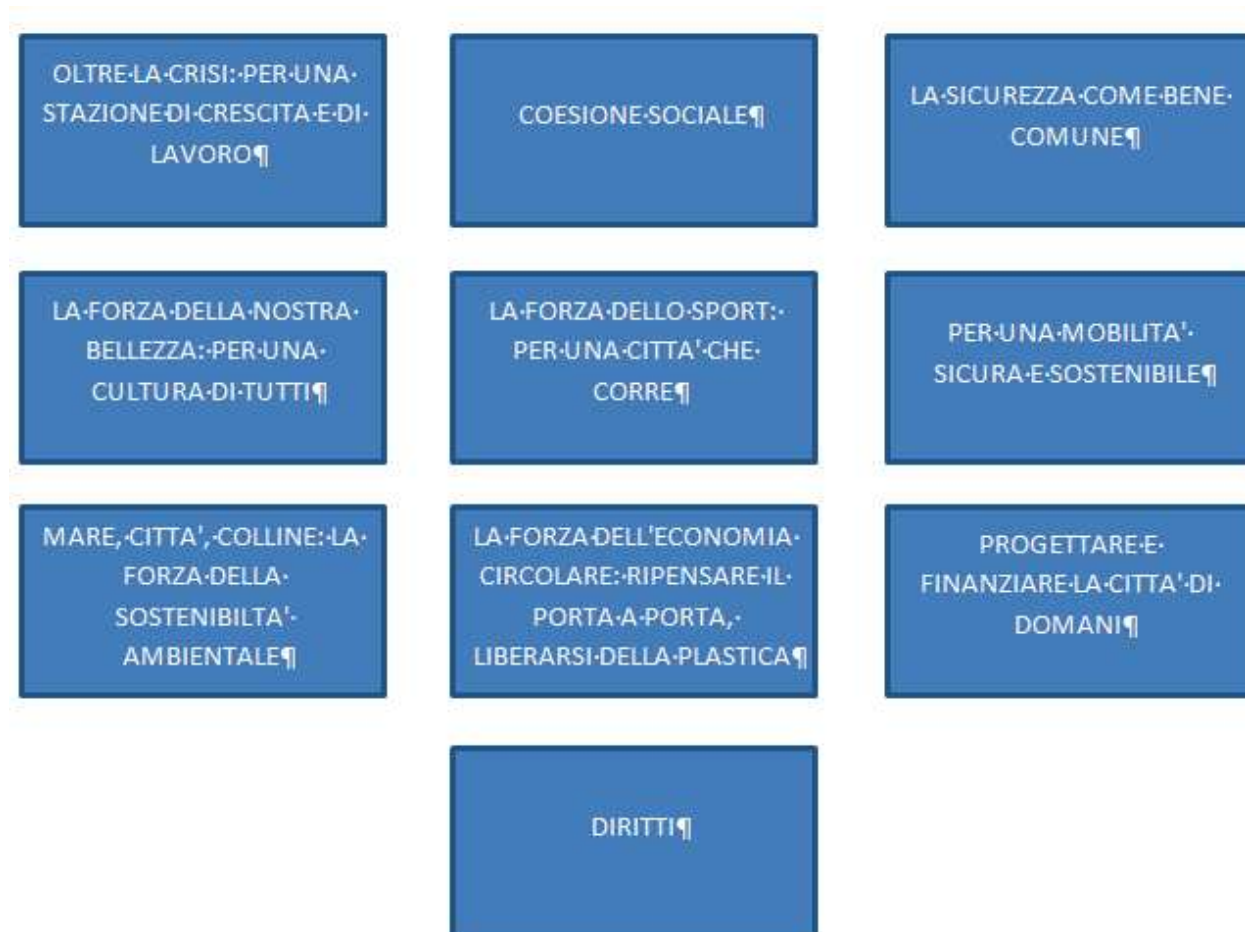 OLTRE·LA·CRISI:·PER·UNA·
STAZIONE·DI·CRESCITA·E·DI·
LAVORO¶
COESIONE·SOCIALE¶
LA·SICUREZZA·COME·BENE·
COMUNE¶
LA·FORZA·DELLA·NOSTRA·
BELLEZZA:·PER·UNA·
CULTURA·DI·TUTTI¶
LA·FORZA·DELLO·SPORT:·
PER·UNA·CITTA'·CHE·
CORRE¶
PER·UNA·MOBILITA'·
SICURA·E·SOSTENIBILE¶
MARE,·CITTA',·COLLINE:·LA·
FORZA·DELLA·
SOSTENIBILTA'·
AMBIENTALE¶
LA·FORZA·DELL'ECONOMIA·
CIRCOLARE:·RIPENSARE·IL·
PORTA·A·PORTA,·
LIBERARSI·DELLA·PLASTICA¶
PROGETTARE·E·
FINANZIARE·LA·CITTA'·DI·
DOMANI¶
DIRITTI¶